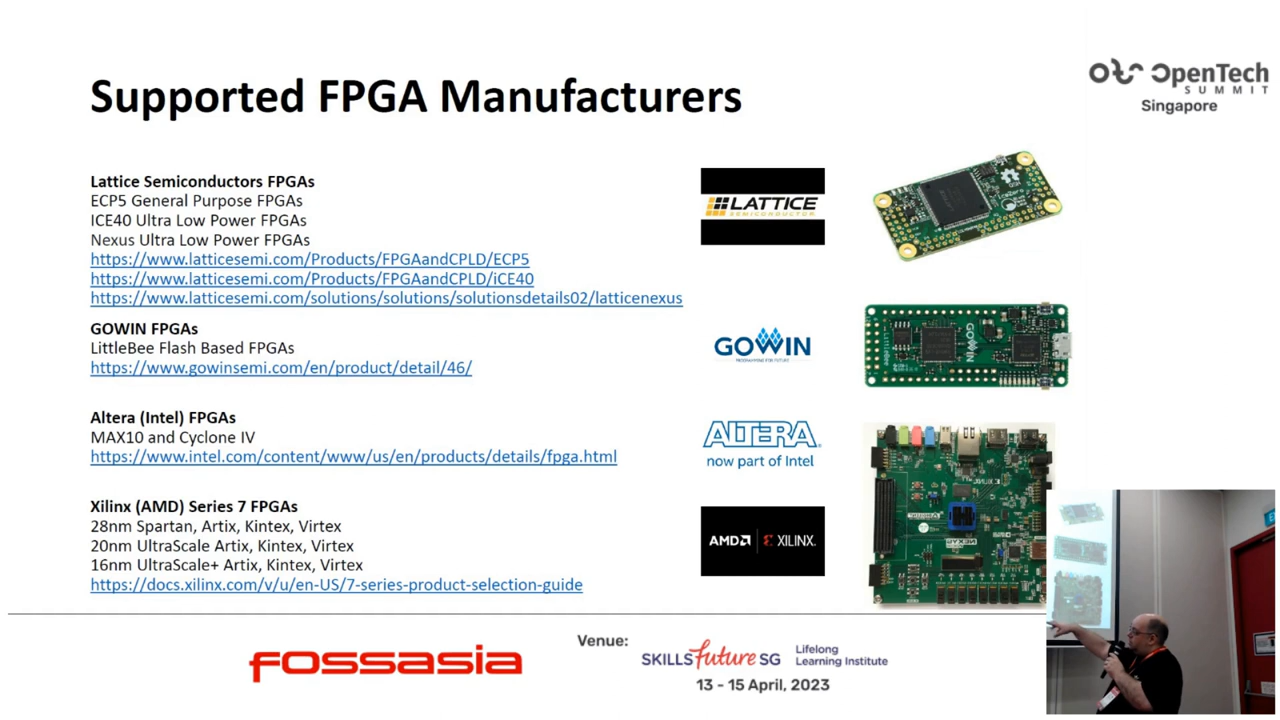 Supported FPGA Manufacturers
OpenTech
SUMMIT
Singapore
Lattice Semiconductors FPGAs
ECP5 General Purpose FPGAs
ICE40 Ultra Low Power FPGAs
Nexus Ultra Low Power FPGAs
https://www.latticesemi.com/Products/FPGAandCPLD/ECP5
https://www.latticesemi.com/Products/FPGAandCPLD/iCE40
https://www.latticesemi.com/solutions/solutions/solutionsdetails02/latticenexus
LATTICE
SEMICONDUCTOR
GOWIN FPGAs
LittleBee Flash Based FPGAs
https://www.gowinsemi.com/en/product/detail/46/
GOWIN
PROGRAMMING FOR FUTURE
GOWIN
Altera (Intel) FPGAs
MAX10 and Cyclone IV
https://www.intel.com/content/www/us/en/products/details/fpga.html
ALTERA
now part of Intel
Xilinx (AMD) Series 7 FPGAs
28nm Spartan, Artix, Kintex, Virtex
20nm UltraScale Artix, Kintex, Virtex
16nm UltraScale+ Artix, Kintex, Virtex
https://docs.xilinx.com/v/u/en-US/7-series-product-selection-guide
AMD XILINX
fossasia
Venue:
SKILLS future SG
Lifelong
Learning Institute
13 - 15 April, 2023